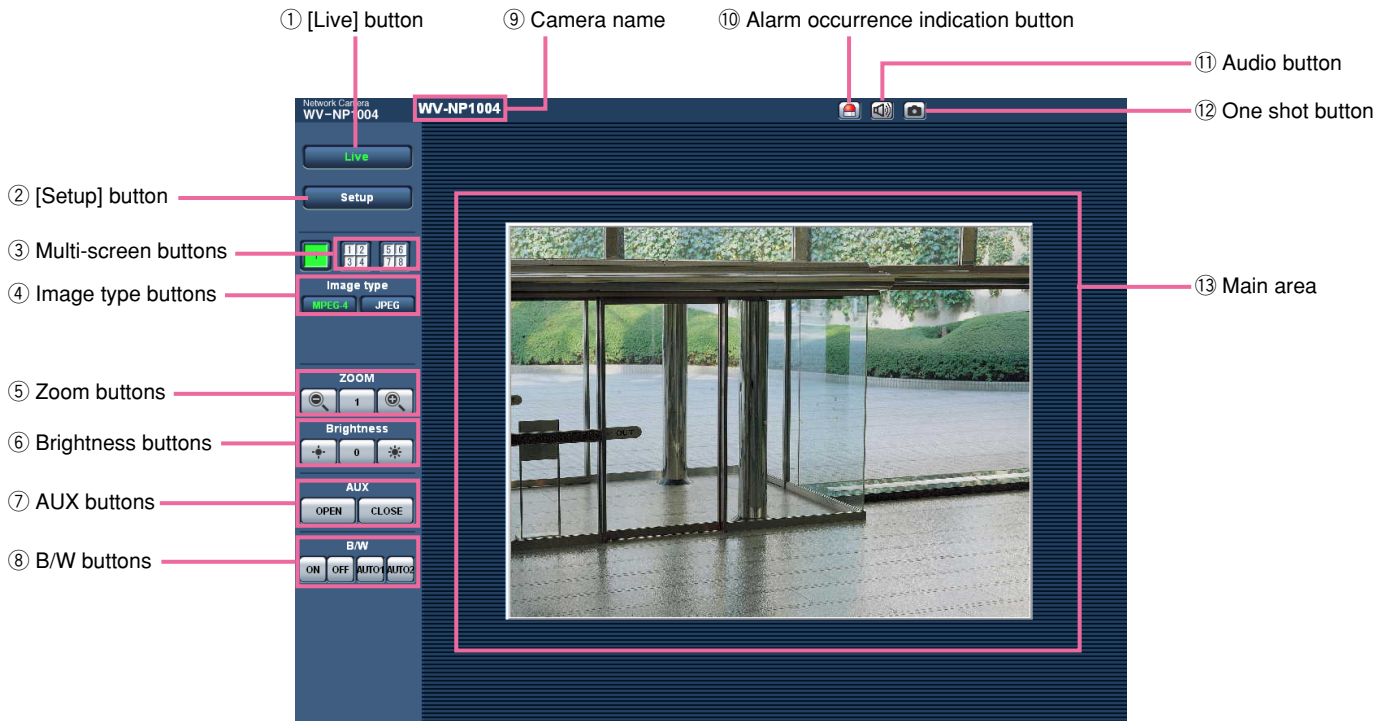 ① [Live] button
⑨ Camera name
⑩ Alarm occurrence indication button
⑪ Audio button
⑫ One shot button
Network Camera
WV-NP1004
WV-NP1004
Live
② [Setup] button
Setup
③ Multi-screen buttons
1
1 2
3 4
5 6
7 8
④ Image type buttons
Image type
MPEG-4 JPEG
⑬ Main area
⑤ Zoom buttons
ZOOM
1
⑥ Brightness buttons
Brightness
0
OUT
⑦ AUX buttons
AUX
OPEN CLOSE
⑧ B/W buttons
B/W
ON OFF AUTO1 AUTO2